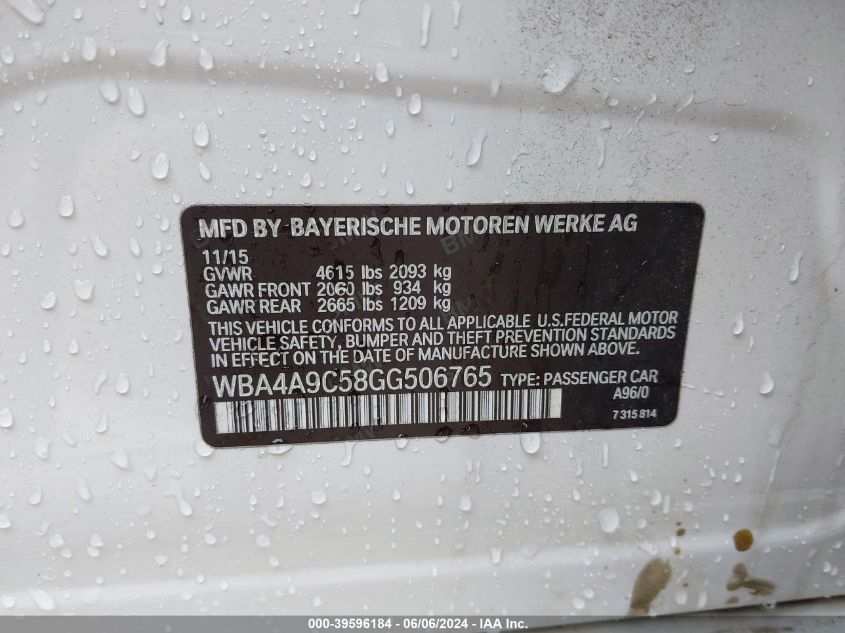 MFD BY BAYERISCHE MOTOREN WERKE AG
11/15
GVWR 4615 lbs 2093 kg
GAWR FRONT 2060 lbs 934 kg
GAWR REAR 2665 lbs 1209 kg
THIS VEHICLE CONFORMS TO ALL APPLICABLE U.S.FEDERAL MOTOR
VEHICLE SAFETY, BUMPER AND THEFT PREVENTION STANDARDS
IN EFFECT ON THE DATE OF MANUFACTURE SHOWN ABOVE.
WBA4A9C58GG506765 TYPE: PASSENGER CAR
A96/0
7 315 814
000-39596184 - 06/06/2024 - IAA Inc.